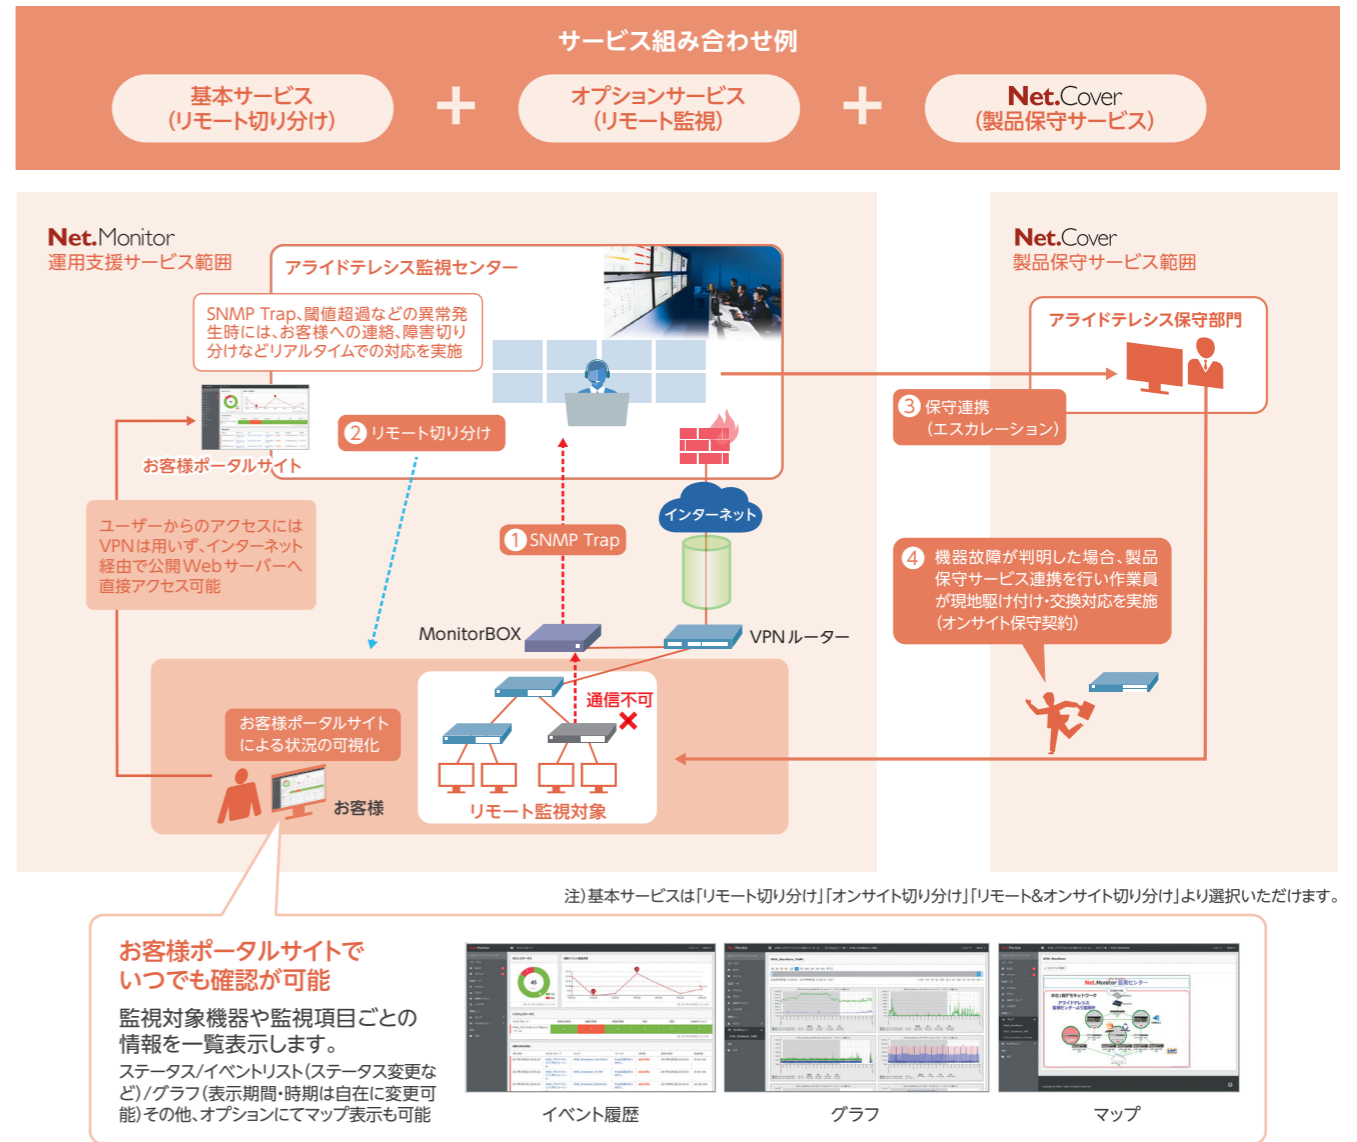 サービス組み合わせ例
基本サービス
(リモート切り分け)
+
オプションサービス
(リモート監視)
+
Net.Cover
(製品保守サービス)
Net.Monitor
運用支援サービス範囲
アライドテレシス監視センター
SNMP Trap、閾値超過などの異常発
生時には、お客様への連絡、障害切り
分けなどリアルタイムでの対応を実施
お客様ポータルサイト
② リモート切り分け
ユーザーからのアクセスには
VPNは用いず、インターネット
経由で公開Webサーバーへ
直接アクセス可能
① SNMP Trap
インターネット
MonitorBOX
VPNルーター
通信不可
お客様ポータルサイト
による状況の可視化
お客様
リモート監視対象
Net.Cover
製品保守サービス範囲
アライドテレシス保守部門
③ 保守連携
(エスカレーション)
④ 機器故障が判明した場合、製品
保守サービス連携を行い作業員
が現地駆け付け・交換対応を実施
(オンサイト保守契約)
注)基本サービスは「リモート切り分け」「オンサイト切り分け」「リモート&オンサイト切り分け」より選択いただけます。
お客様ポータルサイトで
いつでも確認が可能
監視対象機器や監視項目ごとの
情報を一覧表示します。
ステータス/イベントリスト(ステータス変更な
ど)/グラフ(表示期間・時期は自在に変更可
能)その他、オプションにてマップ表示も可能
Net.Monitor 監視センター
アライドテレシス
イベント履歴
グラフ
マップ